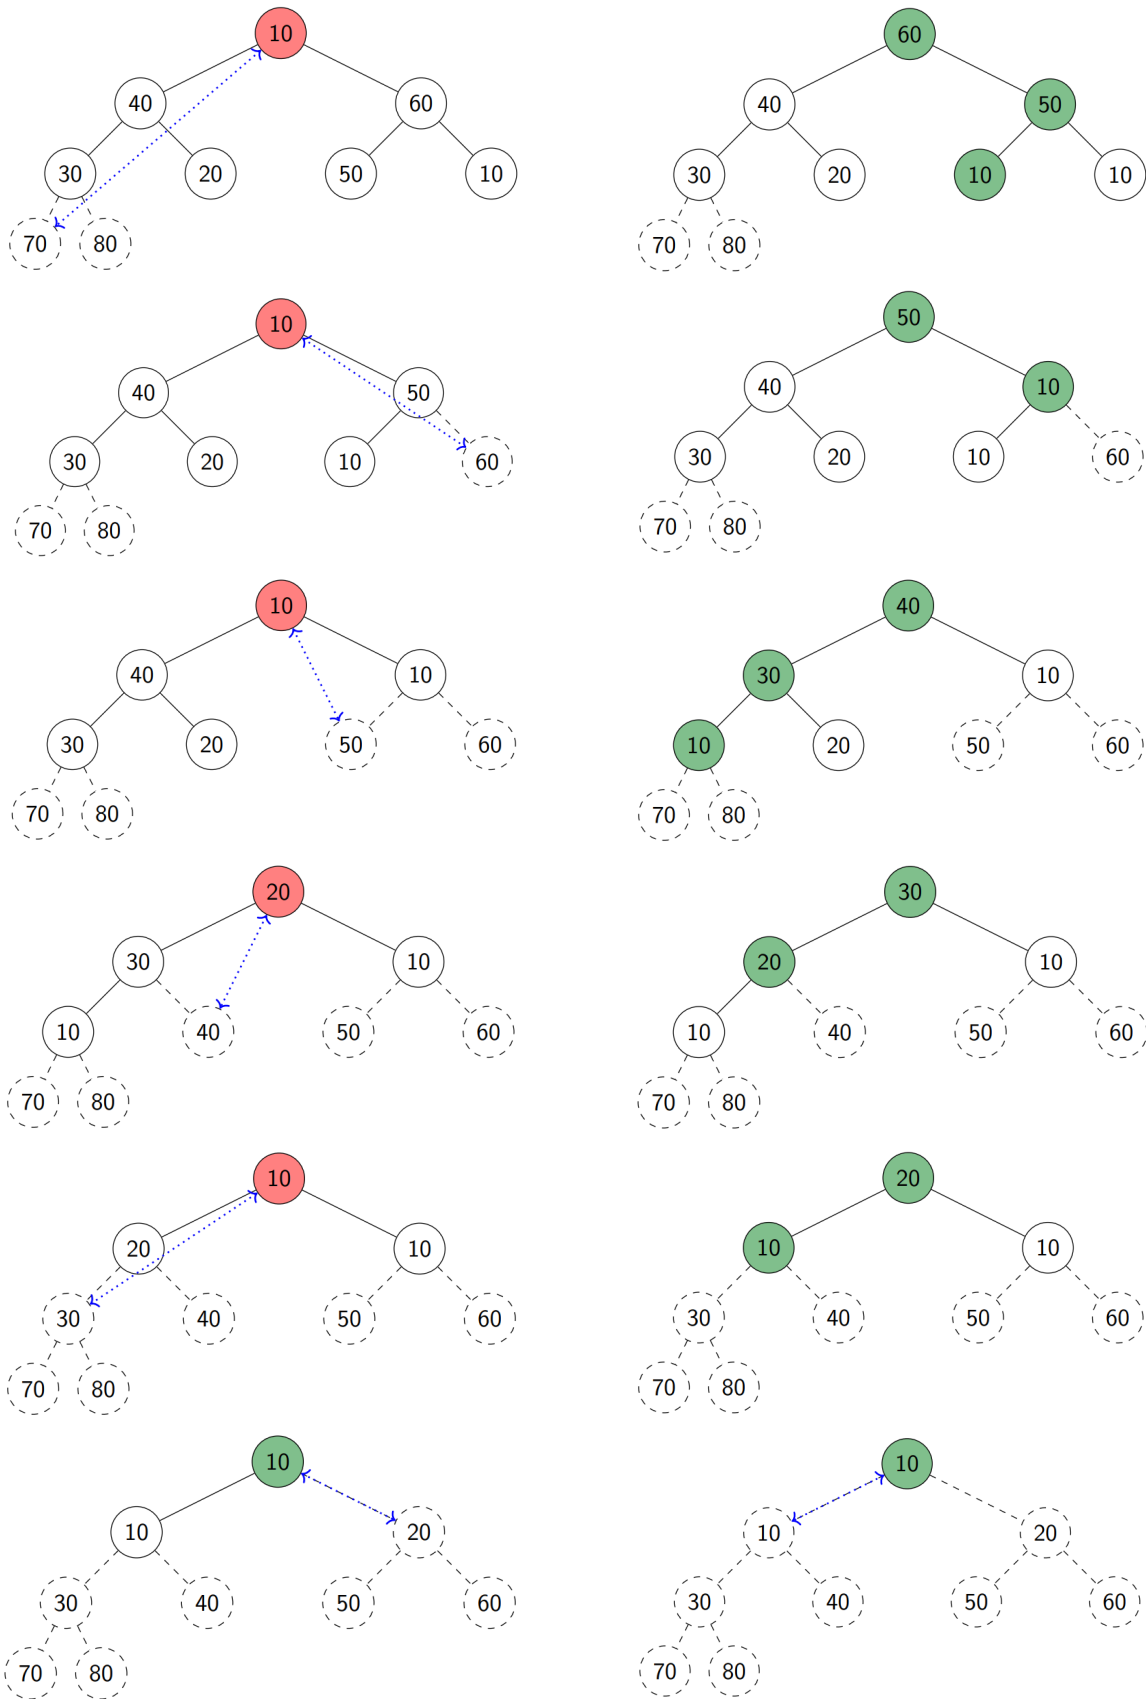 10 60
40 60 40 50
30 20 50 10 30 20 10 10
70 80 70 80
10 50
40 50 40 10
30 20 10 60 30 20 10 60
70 80 70 80
10 40
40 10 30 10
30 20 50 60 10 20 50 60
70 80 70 80
20 30
30 10 20 10
10 40 50 60 10 40 50 60
70 80 70 80
10 20
20 10 10 10
30 40 50 60 30 40 50 60
70 80 70 80
10 10
10 20 10 20
30 40 50 60 30 40 50 60
70 80 70 80